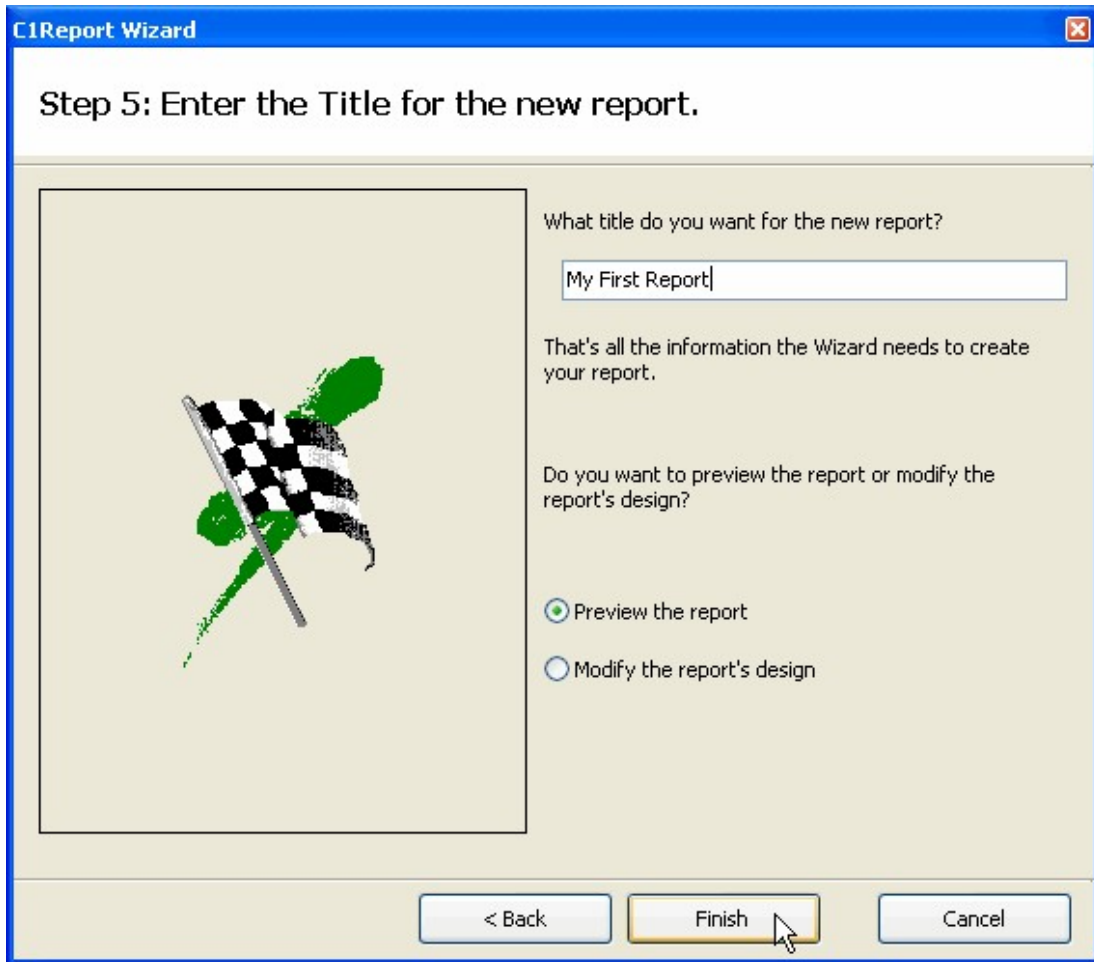 C1Report Wizard
Step 5: Enter the Title for the new report.
What title do you want for the new report?
My First Report
That's all the information the Wizard needs to create
your report.
Do you want to preview the report or modify the
report's design?
Preview the report
Modify the report's design
< Back
Finish
Cancel